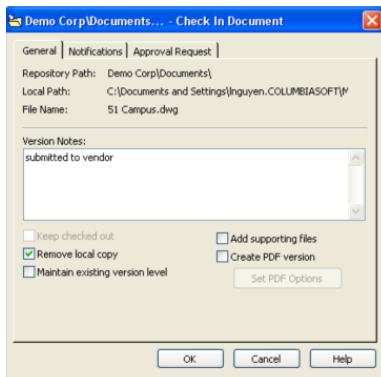 Demo Corp\Documents... - Check In Document
General Notifications Approval Request
Repository Path: Demo Corp\Documents\
Local Path: C:\Documents and Settings\lnguyen.COLUMBIASOFT\M
File Name: 51 Campus.dwg
Version Notes:
submitted to vendor
Keep checked out Add supporting files
Remove local copy Create PDF version
Maintain existing version level Set PDF Options
OK Cancel Help